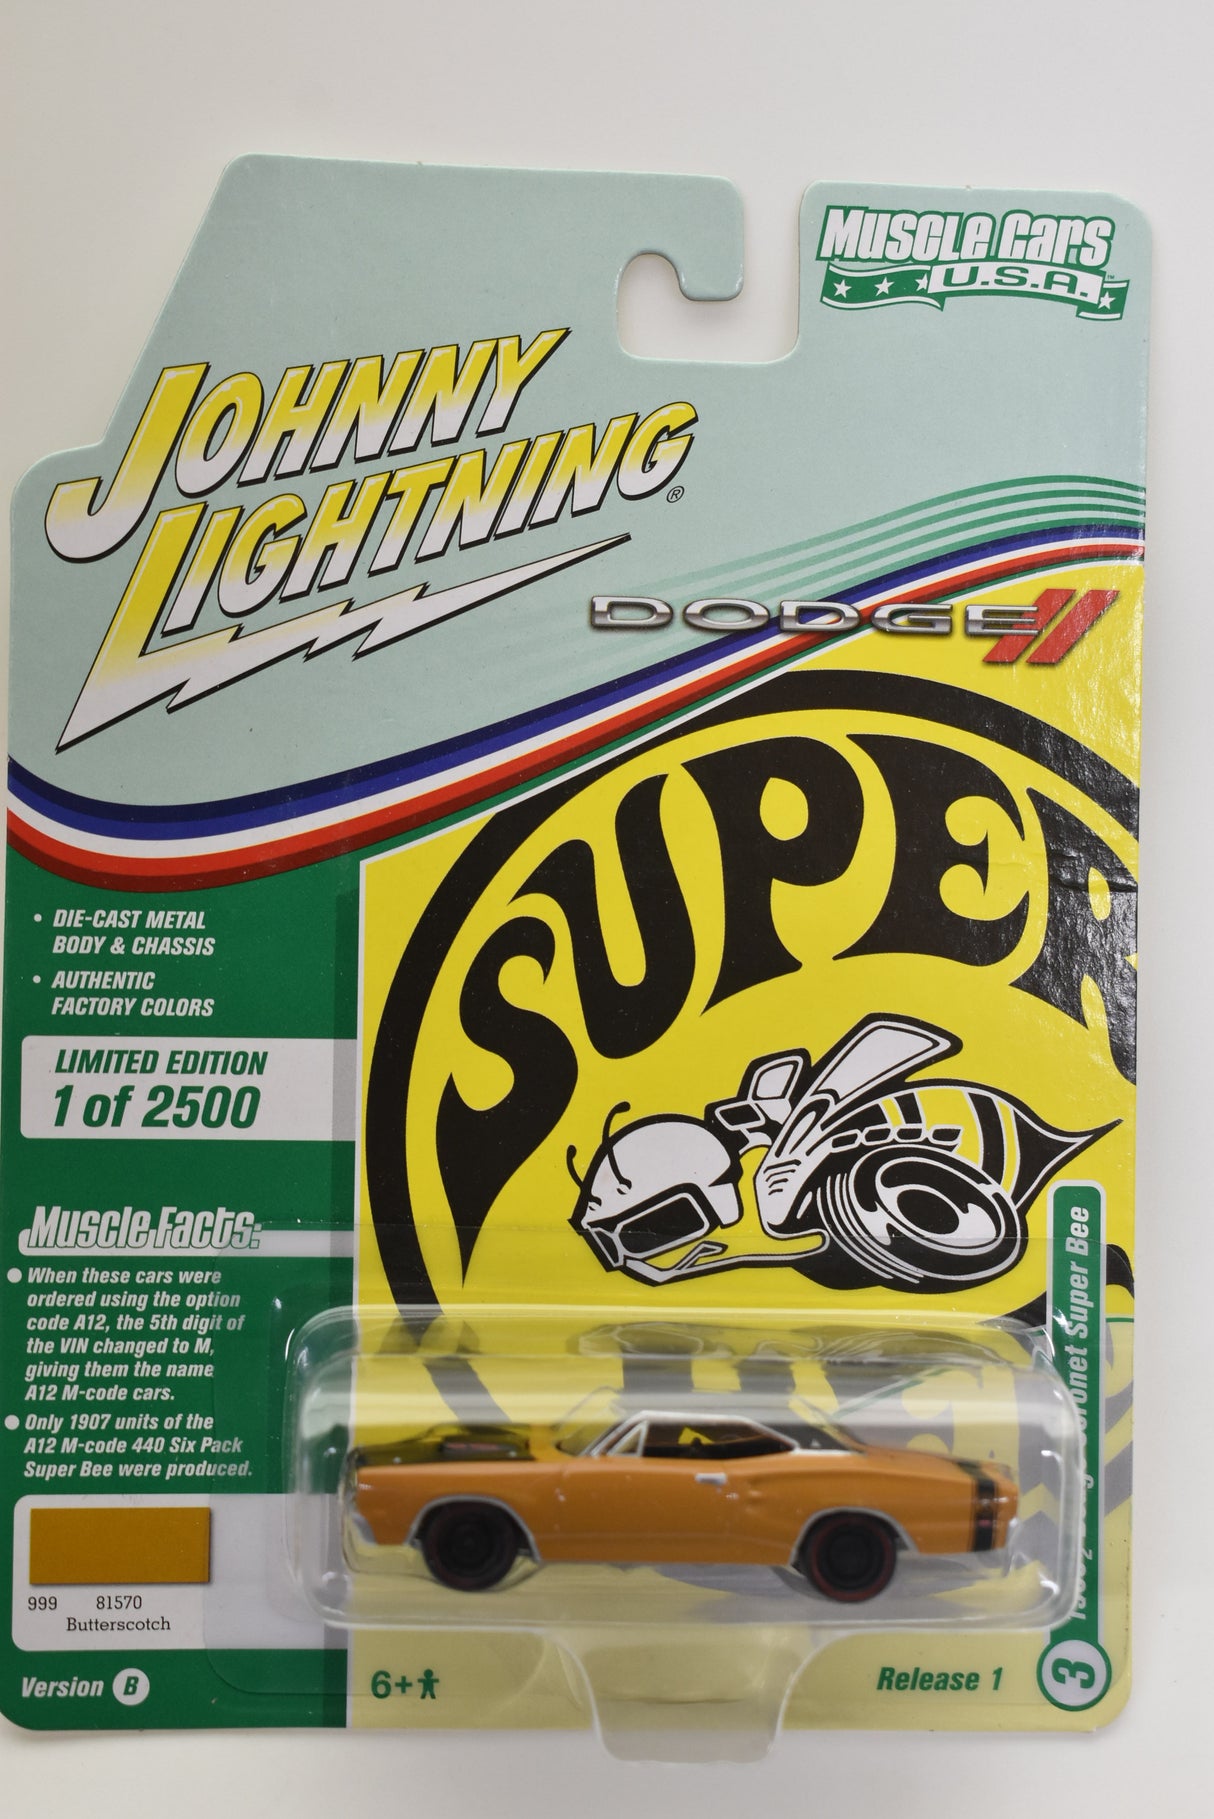 Muscle Cars
U.S.A.™
JOHNNY
LIGHTNING®
DODGE
SUPER
• DIE-CAST METAL
BODY & CHASSIS
• AUTHENTIC
FACTORY COLORS
LIMITED EDITION
1 of 2500
Muscle Facts:
● When these cars were
ordered using the option
code A12, the 5th digit of
the VIN changed to M,
giving them the name
A12 M-code cars.
● Only 1907 units of the
A12 M-code 440 Six Pack
Super Bee were produced.
999 81570
Butterscotch
Version B
6+
Release 1
3
Coronet Super Bee